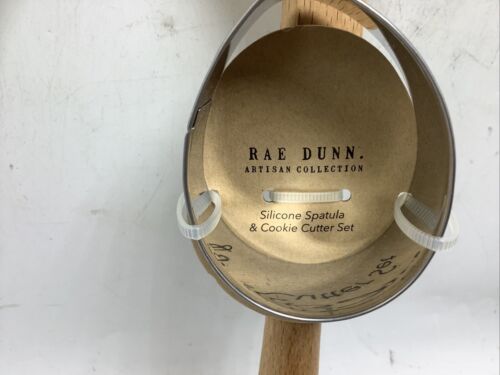 RAE DUNN.
ARTISAN COLLECTION
Silicone Spatula
& Cookie Cutter Set